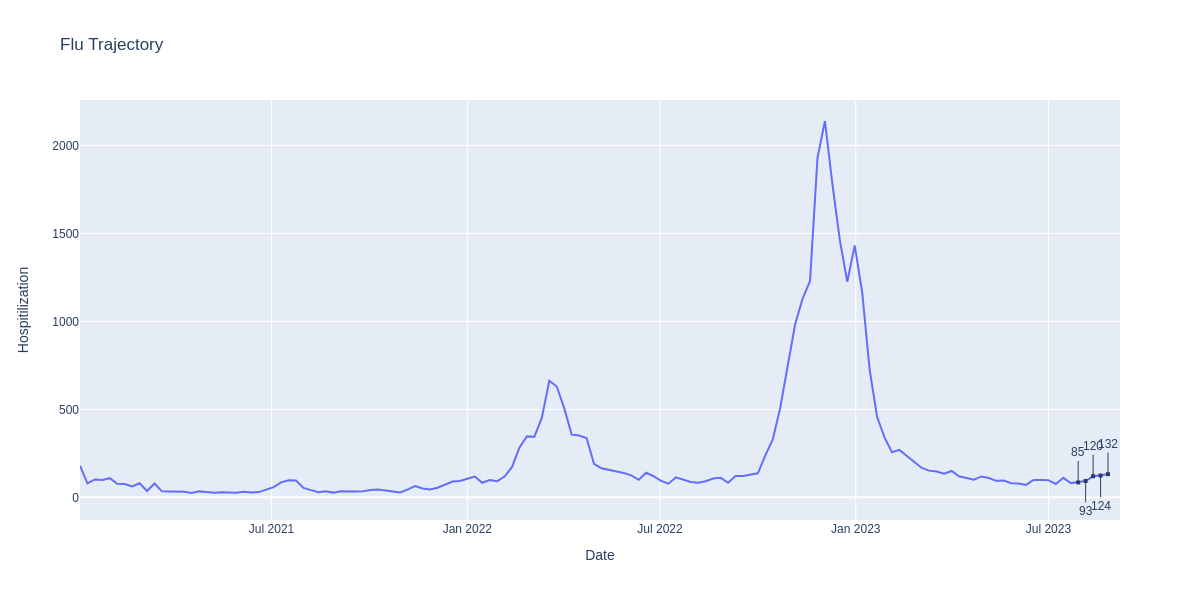 Flu Trajectory
Hospitilization
2000
1500
1000
500
0
85
120
132
93
124
Jul 2021
Jan 2022
Jul 2022
Jan 2023
Jul 2023
Date